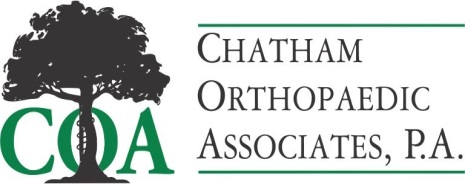 COA
CHATHAM
ORTHOPAEDIC
ASSOCIATES, P.A.